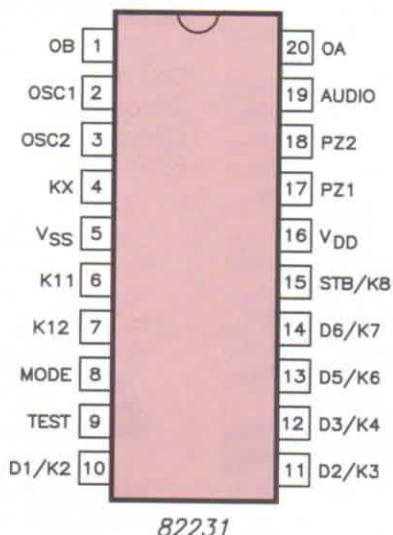 OB 1 20 OA
OSC1 2 19 AUDIO
OSC2 3 18 PZ2
KX 4 17 PZ1
VSS 5 16 VDD
K11 6 15 STB/K8
K12 7 14 D6/K7
MODE 8 13 D5/K6
TEST 9 12 D3/K4
D1/K2 10 11 D2/K3
82231